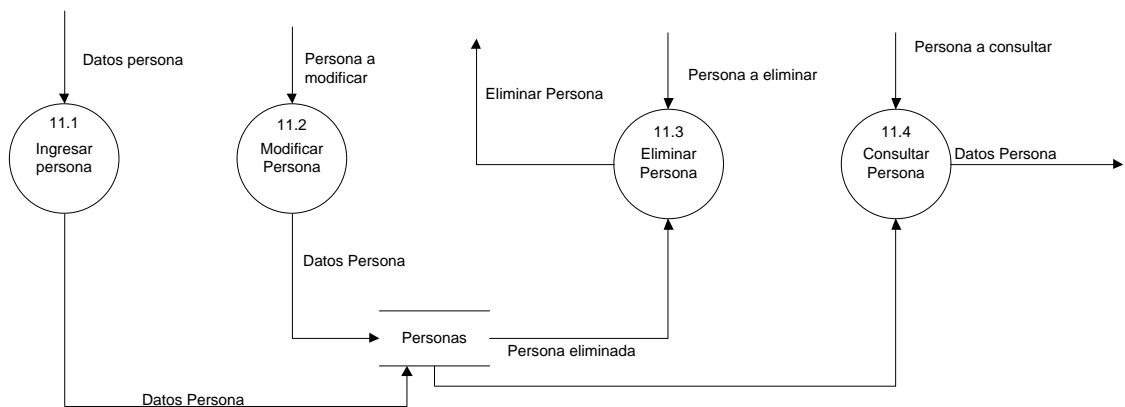 Datos persona
Persona a
modificar
Eliminar Persona
Persona a eliminar
Persona a consultar
11.1
Ingresar
persona
11.2
Modificar
Persona
11.3
Eliminar
Persona
11.4
Consultar
Persona
Datos Persona
Datos Persona
Personas
Persona eliminada
Datos Persona